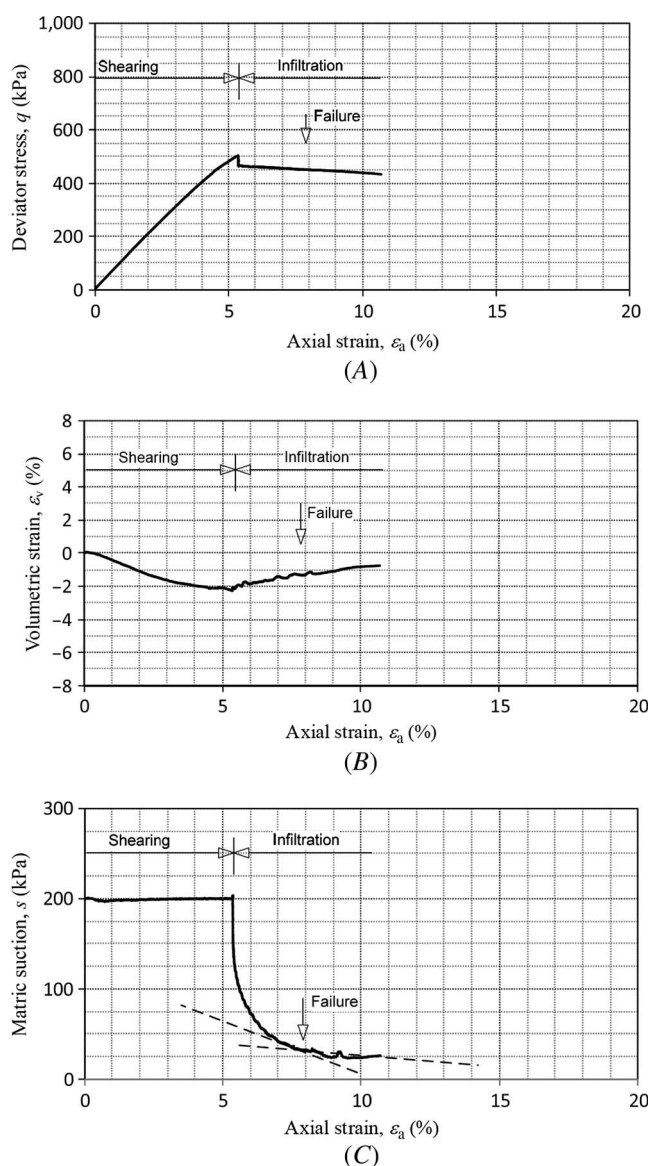 1,000
800
600
400
200
0
Deviator stress, q (kPa)
Shearing
Infiltration
Failure
0 5 10 15 20
Axial strain, εa (%)
(A)
8
6
4
2
0
−2
−4
−6
−8
Volumetric strain, εv (%)
Shearing
Infiltration
Failure
0 5 10 15 20
Axial strain, εa (%)
(B)
300
200
100
0
Matric suction, s (kPa)
Shearing
Infiltration
Failure
0 5 10 15 20
Axial strain, εa (%)
(C)